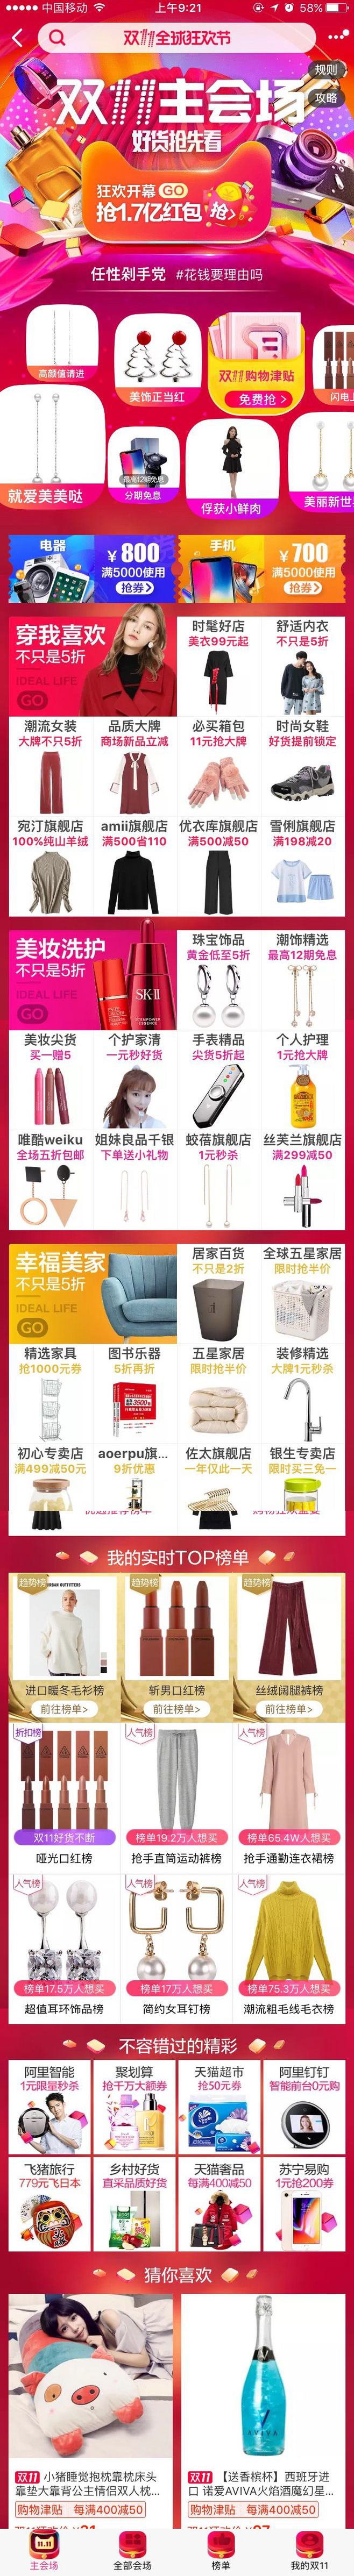 中国移动 上午9:21 58%
双11全球狂欢节
规则
攻略
双11主会场
好货抢先看
狂欢开幕 GO
抢1.7亿红包 抢>
任性剁手党 #花钱要理由吗
高颜值请进
美饰正当红
双11购物津贴
免费抢 >
就爱美美哒
最高12期免息
分期免息
俘获小鲜肉
美丽新世
电器
¥800
满5000使用
抢券>
手机
¥700
满5000使用
抢券>
穿我喜欢
不只是5折
IDEAL LIFE
GO
时髦好店
美衣99元起
舒适内衣
不只是5折
潮流女装
大牌不只5折
品质大牌
商场新品立减
必买箱包
11元抢大牌
时尚女鞋
好货提前锁定
宛汀旗舰店
100%纯山羊绒
amii旗舰店
满500省110
优衣库旗舰店
满500减50
雪俐旗舰店
满198减20
美妆洗护
不只是5折
IDEAL LIFE
GO
SK-II
珠宝饰品
黄金低至5折
潮饰精选
最高12期免息
美妆尖货
买一赠5
个护家清
一元秒好货
手表精品
尖货5折起
个人护理
1元抢大牌
唯酷weiku
全场五折包邮
姐妹良品千银
下单送小礼物
蛟蓓旗舰店
1元秒杀
丝芙兰旗舰店
满299减50
幸福美家
不只是5折
IDEAL LIFE
GO
居家百货
不只是2折
全球五星家居
限时抢半价
精选家具
抢1000元券
图书乐器
5折再折
3500
五星家居
限时抢半价
装修精选
大牌1元秒杀
初心专卖店
满499减50元
aoerpu旗...
9折优惠
佐太旗舰店
一年仅此一天
银生专卖店
限时买三免一
我的实时TOP榜单
趋势榜
URBAN OUTFITTERS
进口暖冬毛衫榜
前往榜单>
趋势榜
斩男口红榜
前往榜单>
趋势榜
丝绒阔腿裤榜
前往榜单>
折扣榜
双11好货不断
哑光口红榜
人气榜
榜单19.2万人想买
抢手直筒运动裤榜
人气榜
榜单65.4W人想买
抢手通勤连衣裙榜
人气榜
榜单17.5万人想买
超值耳环饰品榜
人气榜
榜单17万人想买
简约女耳钉榜
人气榜
榜单75.3万人想买
潮流粗毛线毛衣榜
不容错过的精彩
阿里智能
1元限量秒杀
聚划算
抢千万大额券
天猫超市
抢50元券
阿里钉钉
智能前台0元购
飞猪旅行
779元飞日本
乡村好货
直采品质好货
天猫奢品
每满400减50
苏宁易购
1元抢200券
猜你喜欢
双11 小猪睡觉抱枕靠枕床头
靠垫大靠背公主情侣双人枕...
购物津贴 每满400减50
AVIVA
双11 【送香槟杯】西班牙进
口 诺爱AVIVA火焰酒魔幻星...
购物津贴 每满400减50
主会场
全部会场
榜单
我的双11